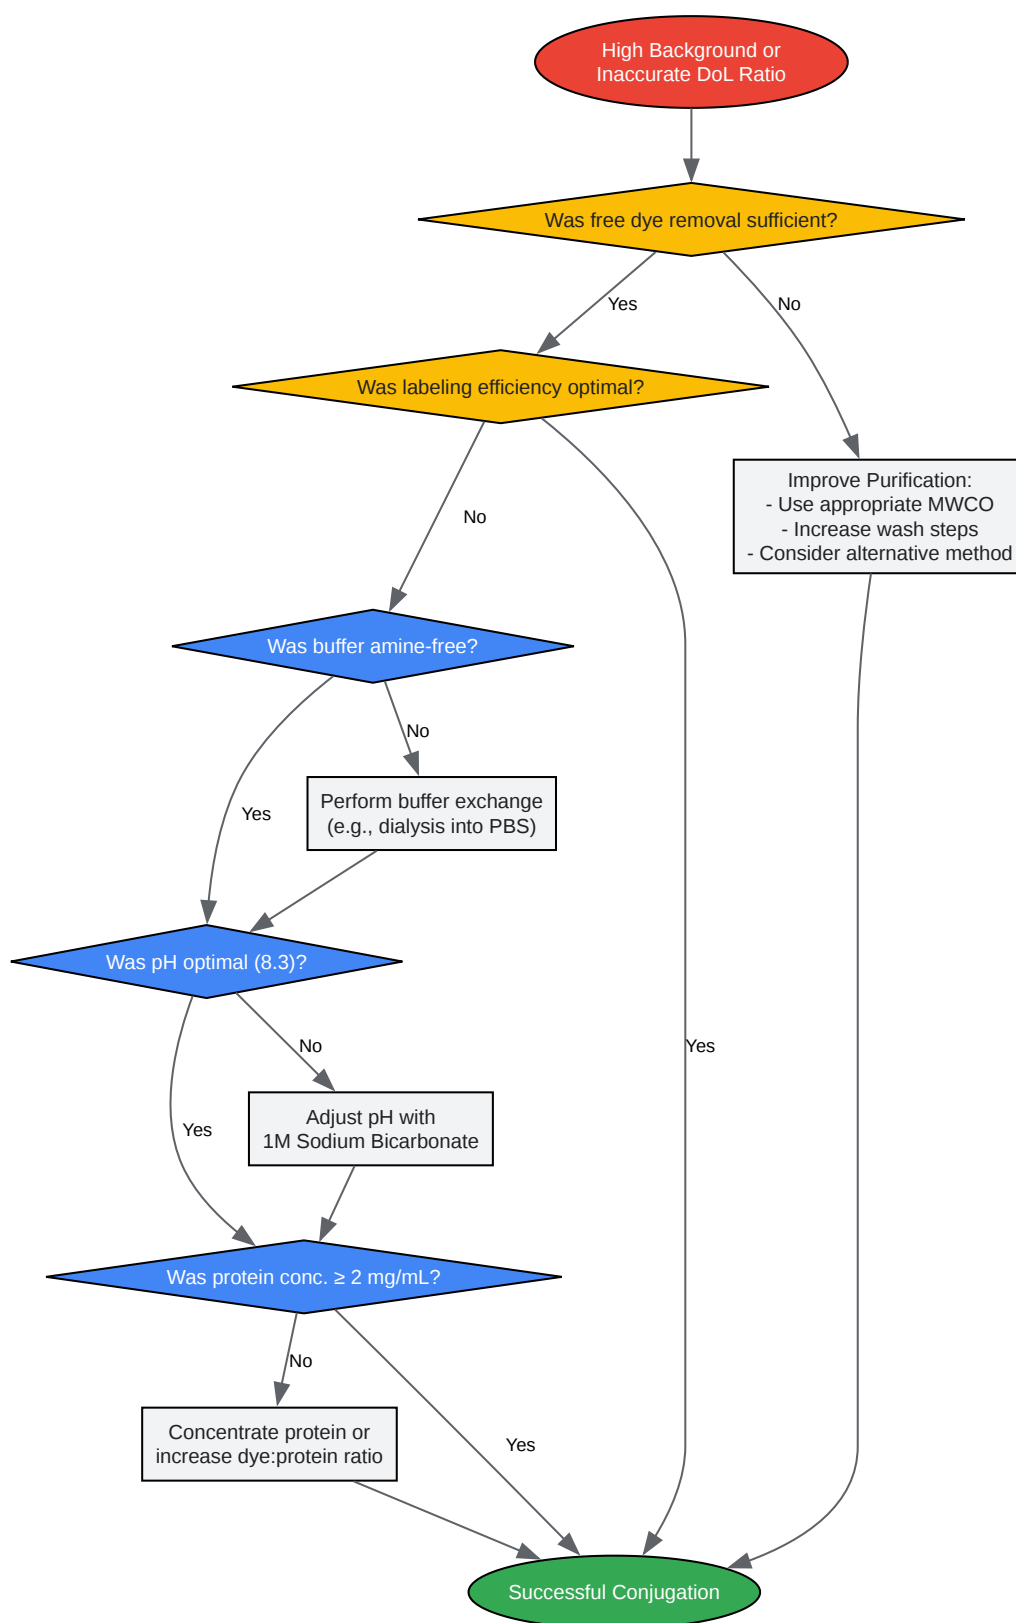 High Background or
Inaccurate DoL Ratio
Was free dye removal sufficient?
Yes
No
Was labeling efficiency optimal?
Improve Purification:
- Use appropriate MWCO
- Increase wash steps
- Consider alternative method
No
Was buffer amine-free?
No
Perform buffer exchange
(e.g., dialysis into PBS)
Yes
Was pH optimal (8.3)?
No
Yes
Adjust pH with
1M Sodium Bicarbonate
Yes
Was protein conc. ≥ 2 mg/mL?
No
Concentrate protein or
increase dye:protein ratio
Yes
Successful Conjugation